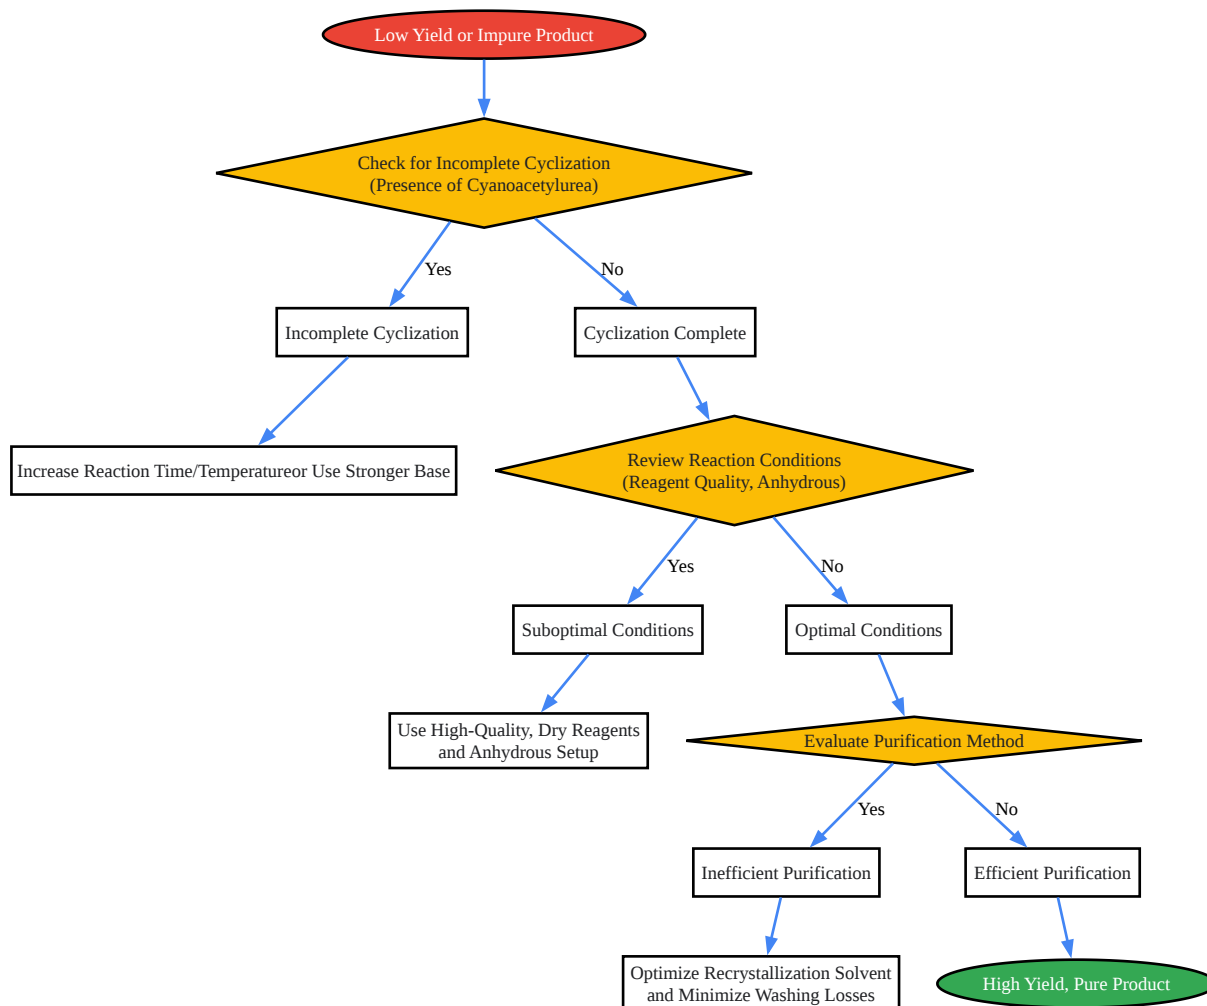 Low Yield or Impure Product
Check for Incomplete Cyclization
(Presence of Cyanoacetylurea)
Yes
No
Incomplete Cyclization
Cyclization Complete
Increase Reaction Time/Temperatureor Use Stronger Base
Review Reaction Conditions
(Reagent Quality, Anhydrous)
Yes
No
Suboptimal Conditions
Optimal Conditions
Use High-Quality, Dry Reagents
and Anhydrous Setup
Evaluate Purification Method
Yes
No
Inefficient Purification
Efficient Purification
Optimize Recrystallization Solvent
and Minimize Washing Losses
High Yield, Pure Product